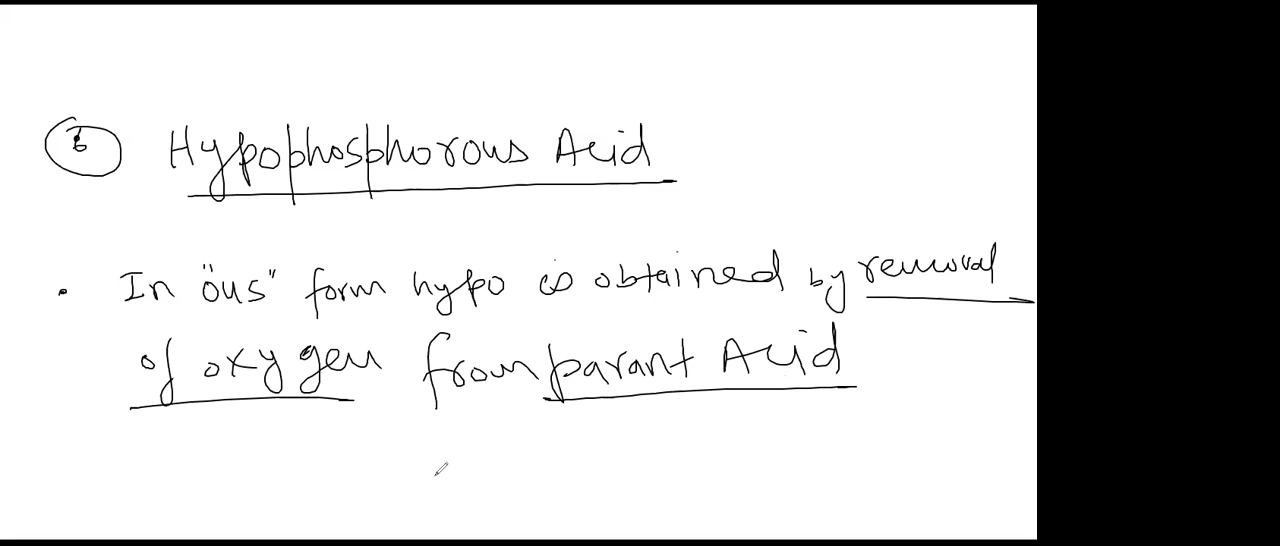 6 Hypophosphorous Acid
. In "ous" form hypo is obtained by removal
of oxygen from parant Acid